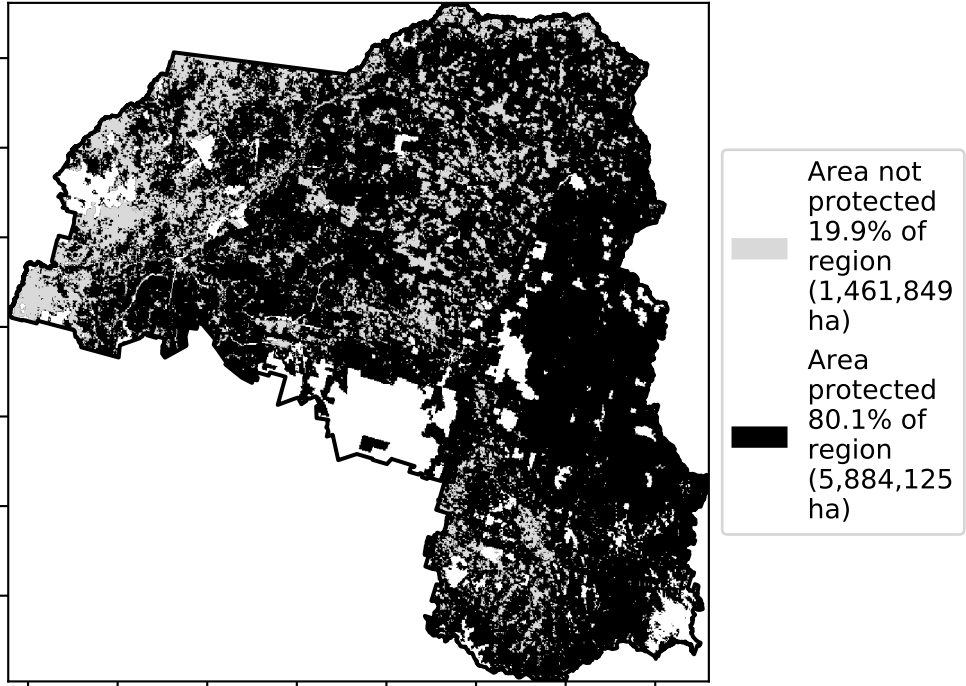 Area not
protected
19.9% of
region
(1,461,849
ha)
Area
protected
80.1% of
region
(5,884,125
ha)